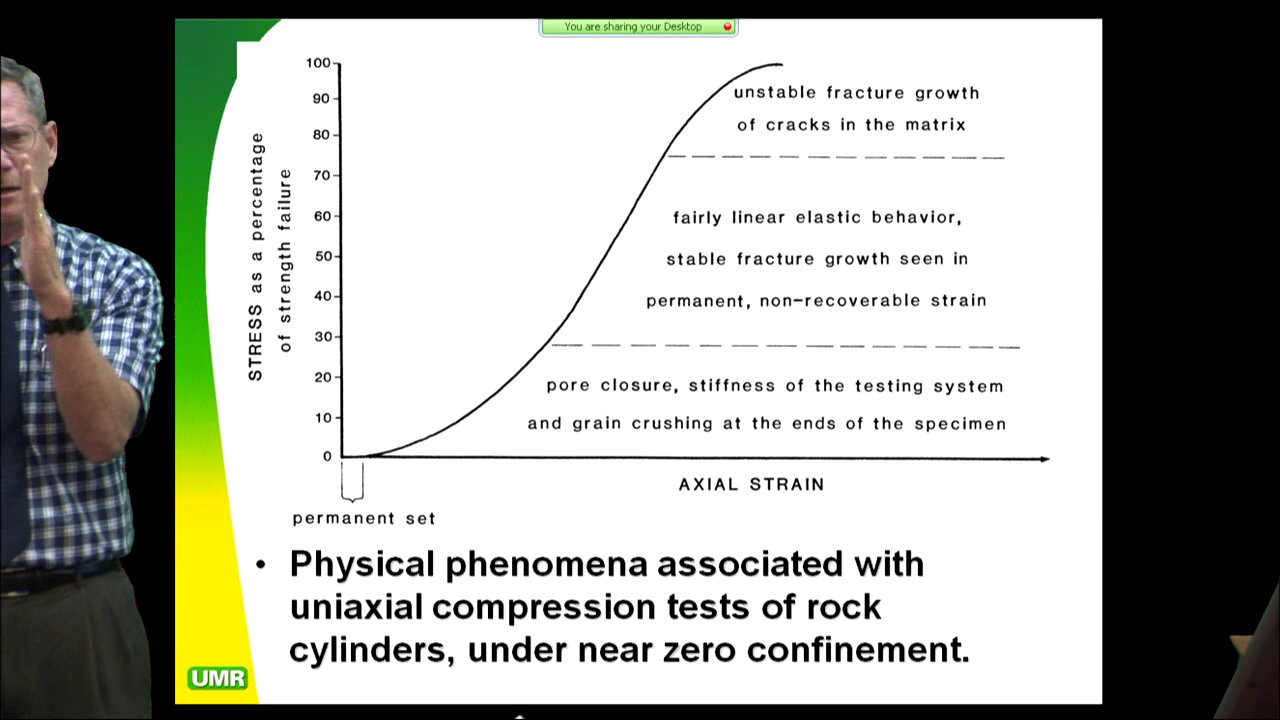 You are sharing your Desktop
100
90
80
70
60
50
40
30
20
10
0
STRESS as a percentage
of strength failure
unstable fracture growth
of cracks in the matrix
fairly linear elastic behavior,
stable fracture growth seen in
permanent, non-recoverable strain
pore closure, stiffness of the testing system
and grain crushing at the ends of the specimen
AXIAL STRAIN
permanent set
• Physical phenomena associated with
uniaxial compression tests of rock
cylinders, under near zero confinement.
UMR